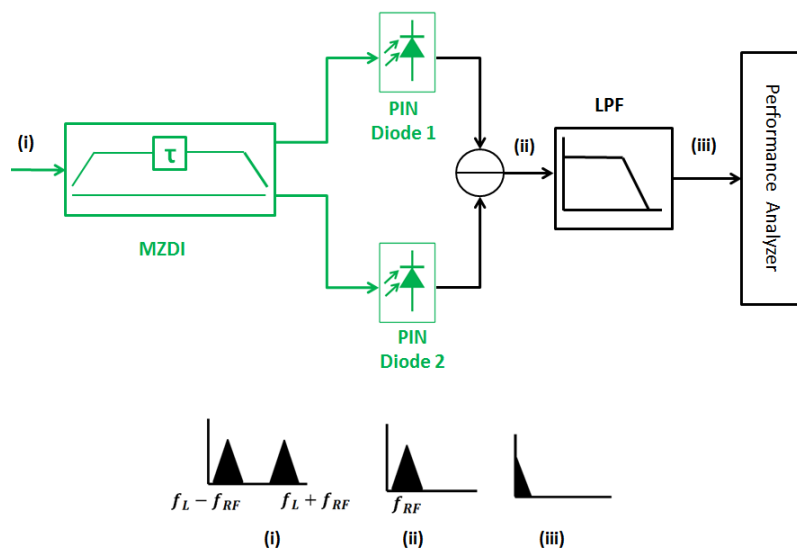 (i)
τ
MZDI
PIN
Diode 1
PIN
Diode 2
(ii)
LPF
(iii)
Performance Analyzer
f_L − f_RF
f_L + f_RF
f_RF
(i)
(ii)
(iii)